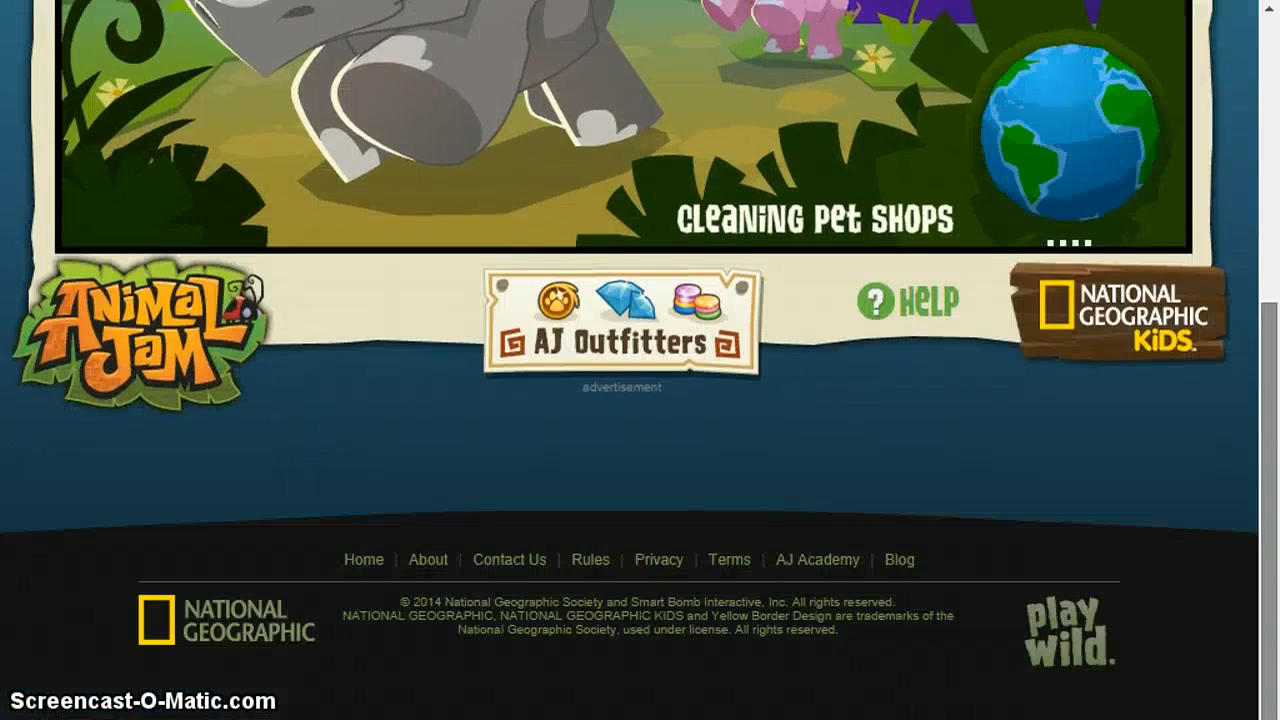 CLEANING PET SHOPS
ANIMAL
JAM
AJ Outfitters
? HELP
NATIONAL
GEOGRAPHIC
KiDS™
advertisement
Home | About | Contact Us | Rules | Privacy | Terms | AJ Academy | Blog
NATIONAL
GEOGRAPHIC
© 2014 National Geographic Society and Smart Bomb Interactive, Inc. All rights reserved.
NATIONAL GEOGRAPHIC, NATIONAL GEOGRAPHIC KIDS and Yellow Border Design are trademarks of the
National Geographic Society, used under license. All rights reserved.
play
wild.
Screencast-O-Matic.com